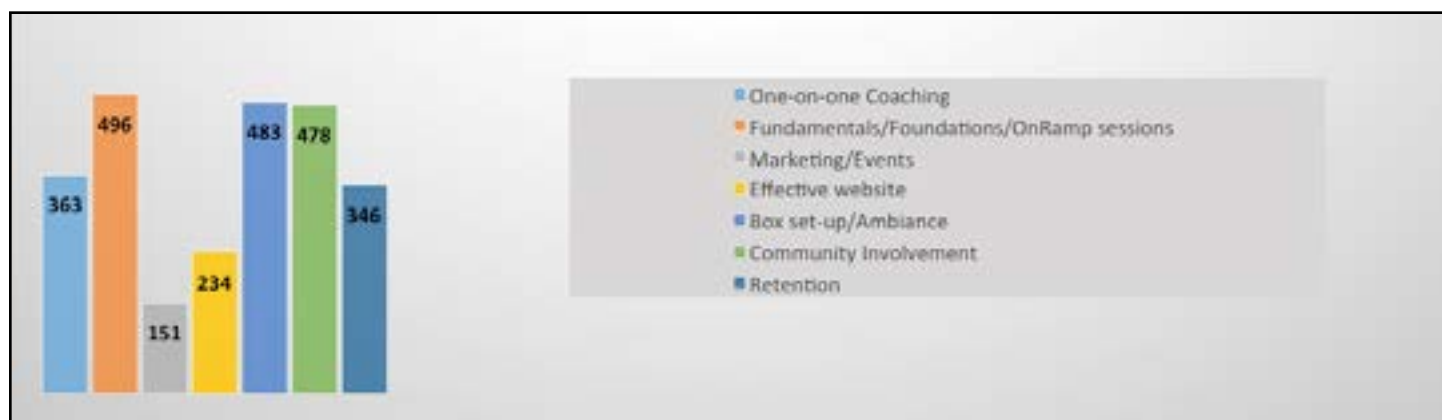 363
496
151
234
483
478
346
One-on-one Coaching
Fundamentals/Foundations/OnRamp sessions
Marketing/Events
Effective website
Box set-up/Ambiance
Community Involvement
Retention